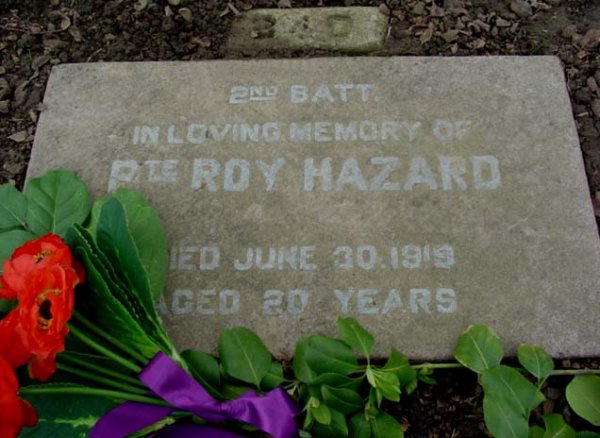 2ND BATT.
IN LOVING MEMORY OF
PTE ROY HAZARD
DIED JUNE 30. 1919
AGED 20 YEARS